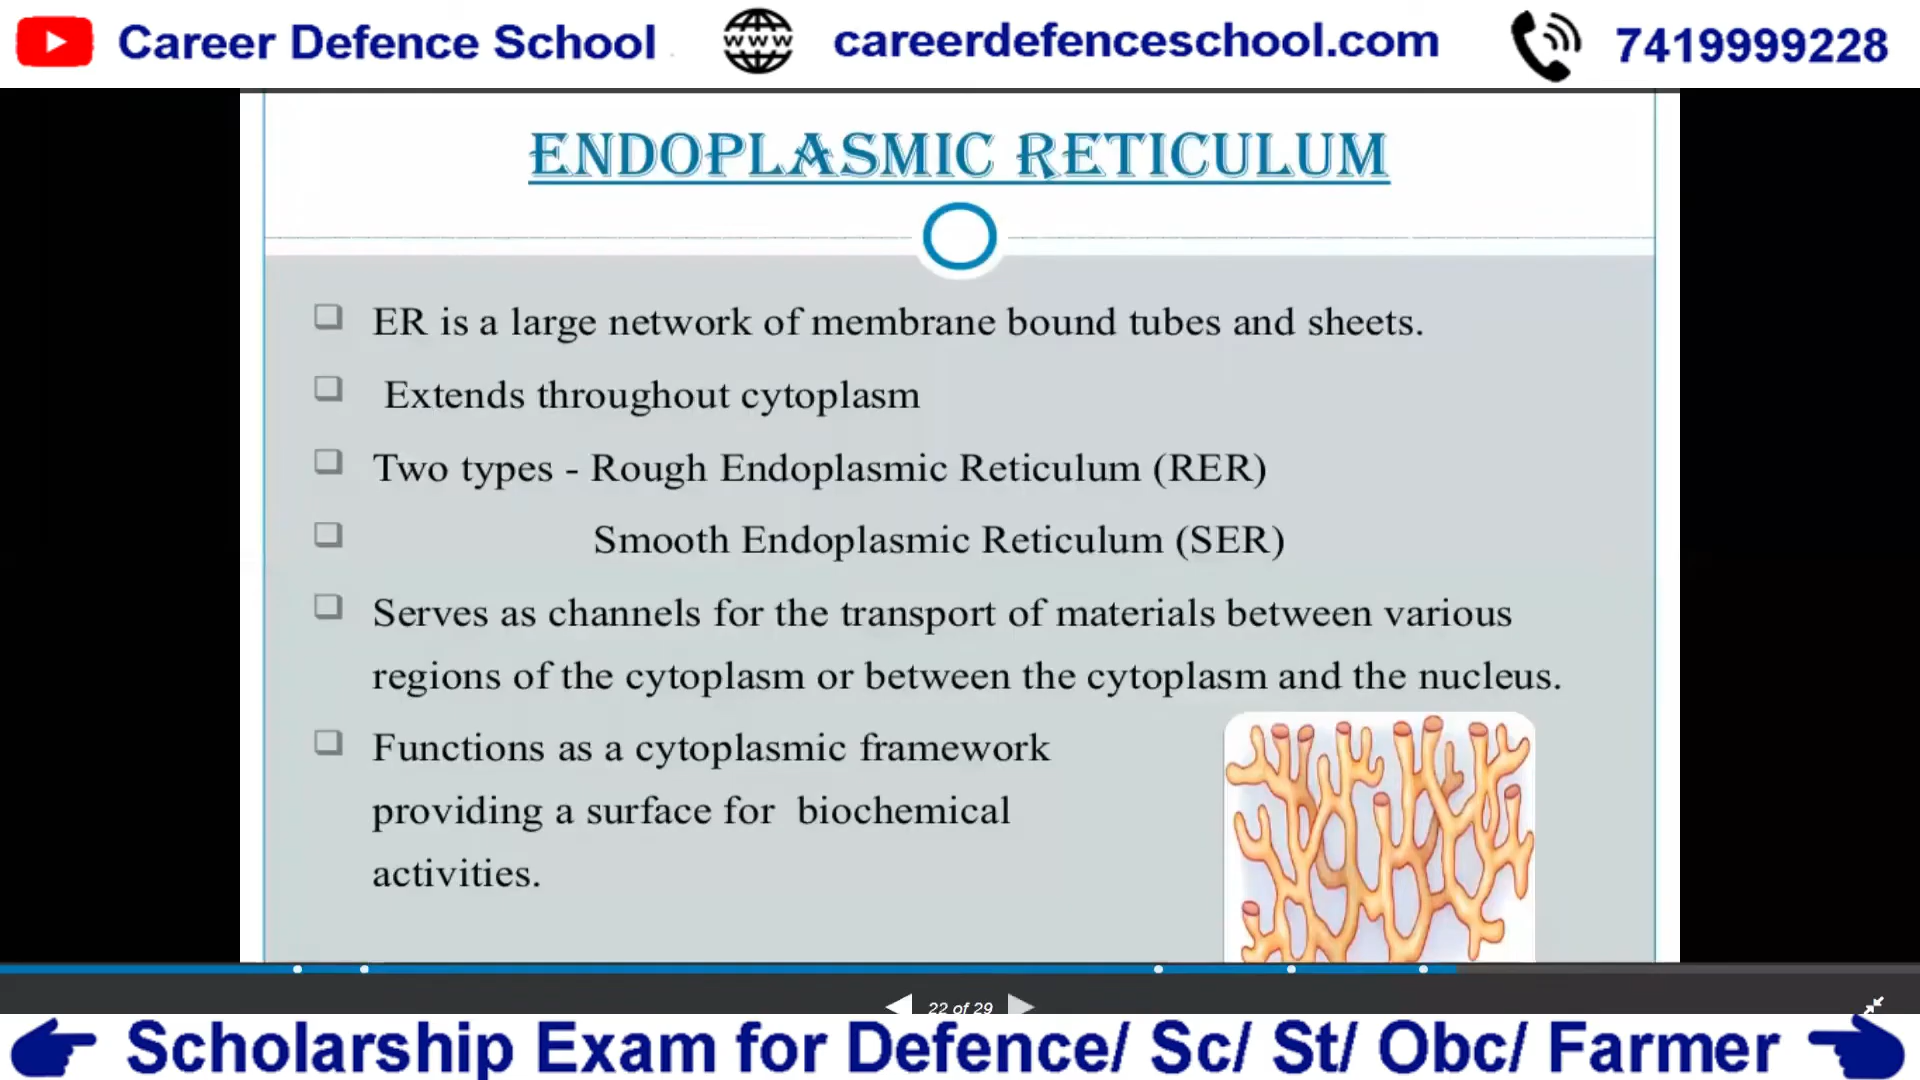 Career Defence School
www
careerdefenceschool.com
7419999228
ENDOPLASMIC RETICULUM
ER is a large network of membrane bound tubes and sheets.
Extends throughout cytoplasm
Two types - Rough Endoplasmic Reticulum (RER)
Smooth Endoplasmic Reticulum (SER)
Serves as channels for the transport of materials between various
regions of the cytoplasm or between the cytoplasm and the nucleus.
Functions as a cytoplasmic framework
providing a surface for biochemical
activities.
22 of 29
Scholarship Exam for Defence/ Sc/ St/ Obc/ Farmer